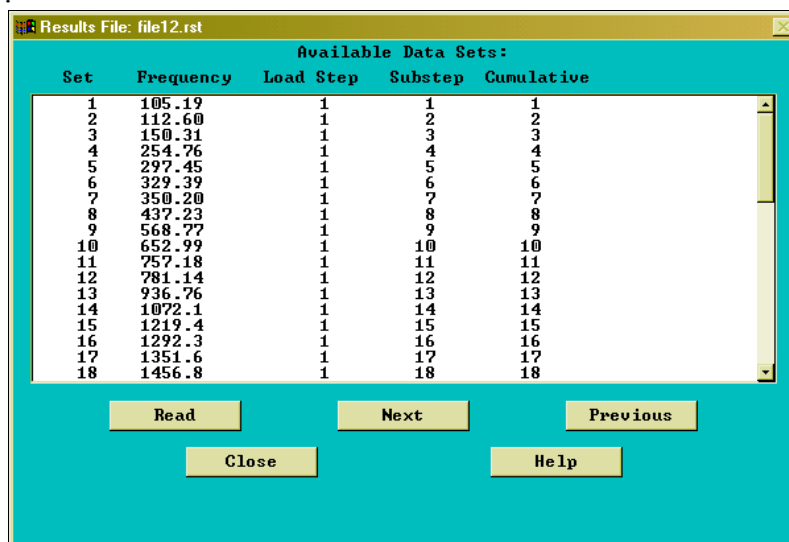 Results File: file12.rst
Available Data Sets:
Set Frequency Load Step Substep Cumulative
1 105.19 1 1 1
2 112.60 1 2 2
3 150.31 1 3 3
4 254.76 1 4 4
5 297.45 1 5 5
6 329.39 1 6 6
7 350.20 1 7 7
8 437.23 1 8 8
9 568.77 1 9 9
10 652.99 1 10 10
11 757.18 1 11 11
12 781.14 1 12 12
13 936.76 1 13 13
14 1072.1 1 14 14
15 1219.4 1 15 15
16 1292.3 1 16 16
17 1351.6 1 17 17
18 1456.8 1 18 18
Read Next Previous
Close Help